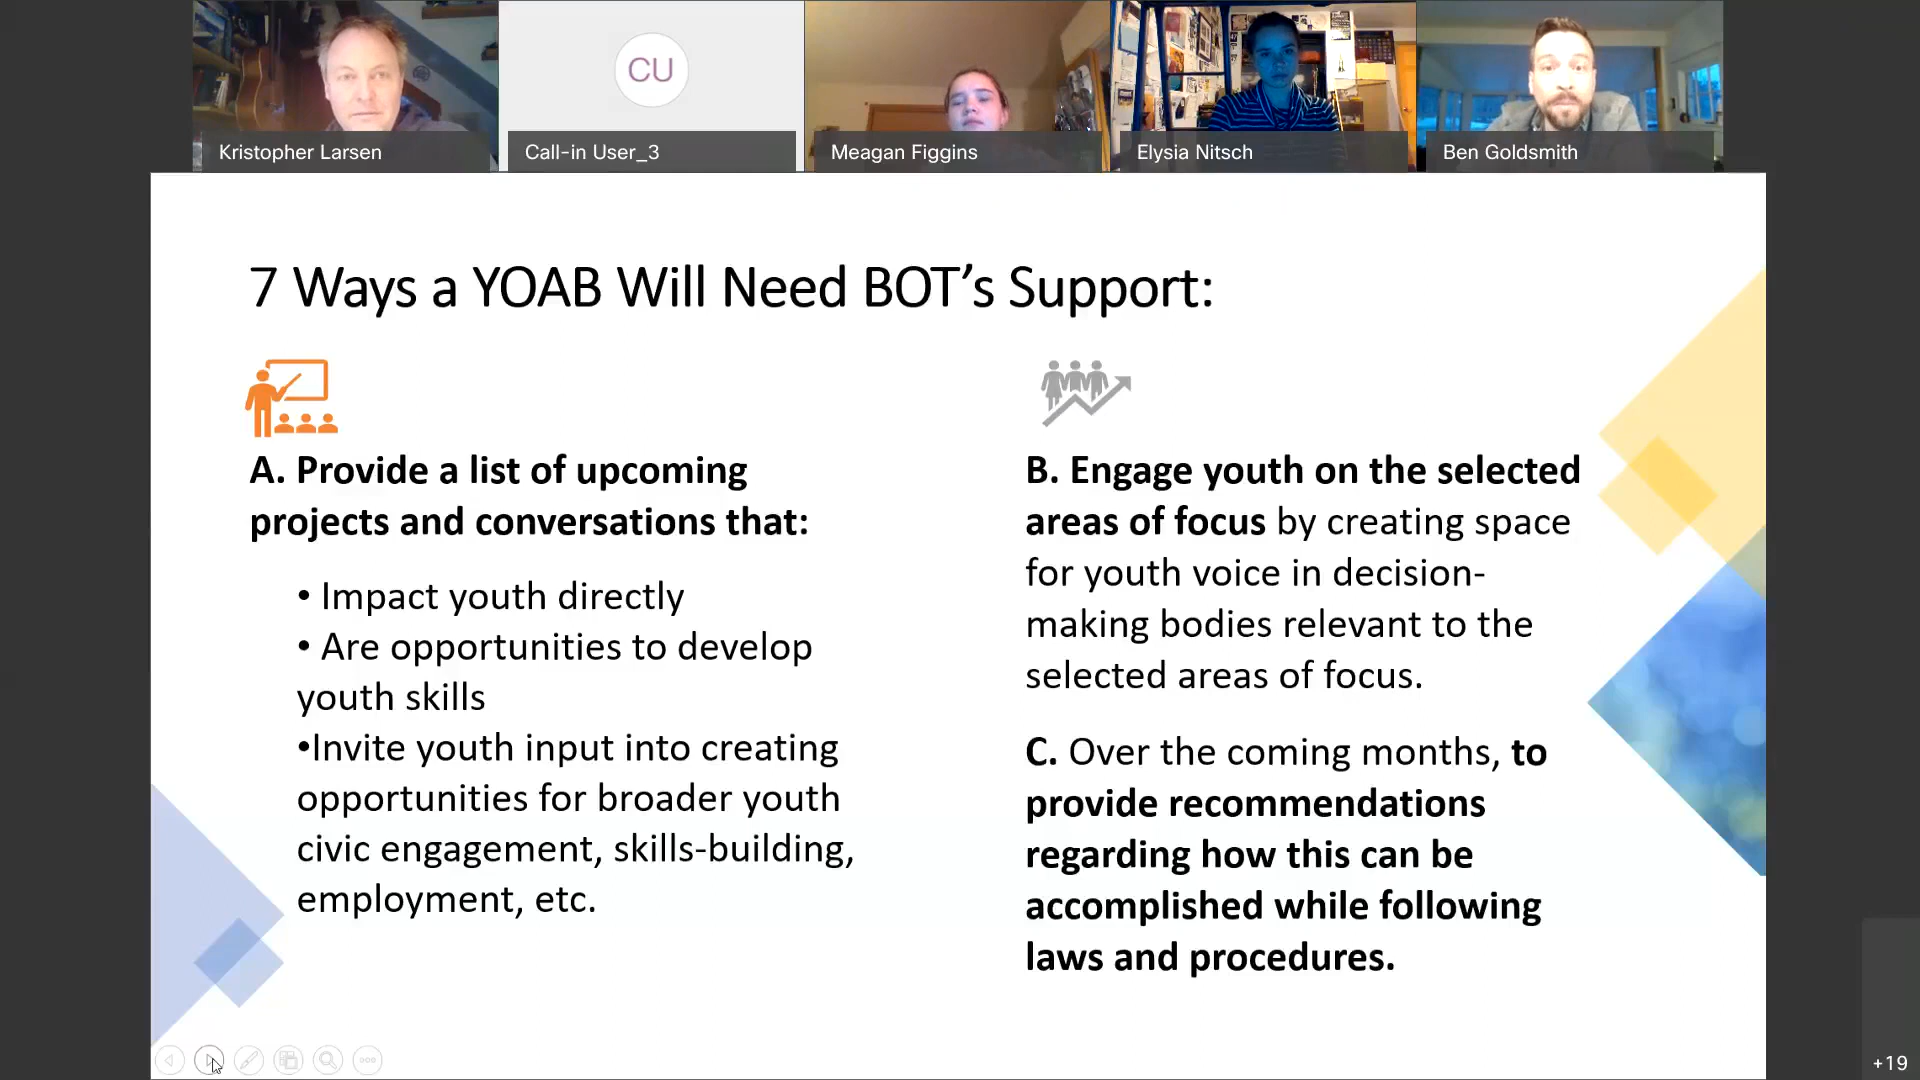 Kristopher Larsen
CU
Call-in User_3
Meagan Figgins
Elysia Nitsch
Ben Goldsmith
7 Ways a YOAB Will Need BOT’s Support:
A. Provide a list of upcoming
projects and conversations that:
• Impact youth directly
• Are opportunities to develop
youth skills
•Invite youth input into creating
opportunities for broader youth
civic engagement, skills-building,
employment, etc.
B. Engage youth on the selected
areas of focus by creating space
for youth voice in decision-
making bodies relevant to the
selected areas of focus.
C. Over the coming months, to
provide recommendations
regarding how this can be
accomplished while following
laws and procedures.
+19